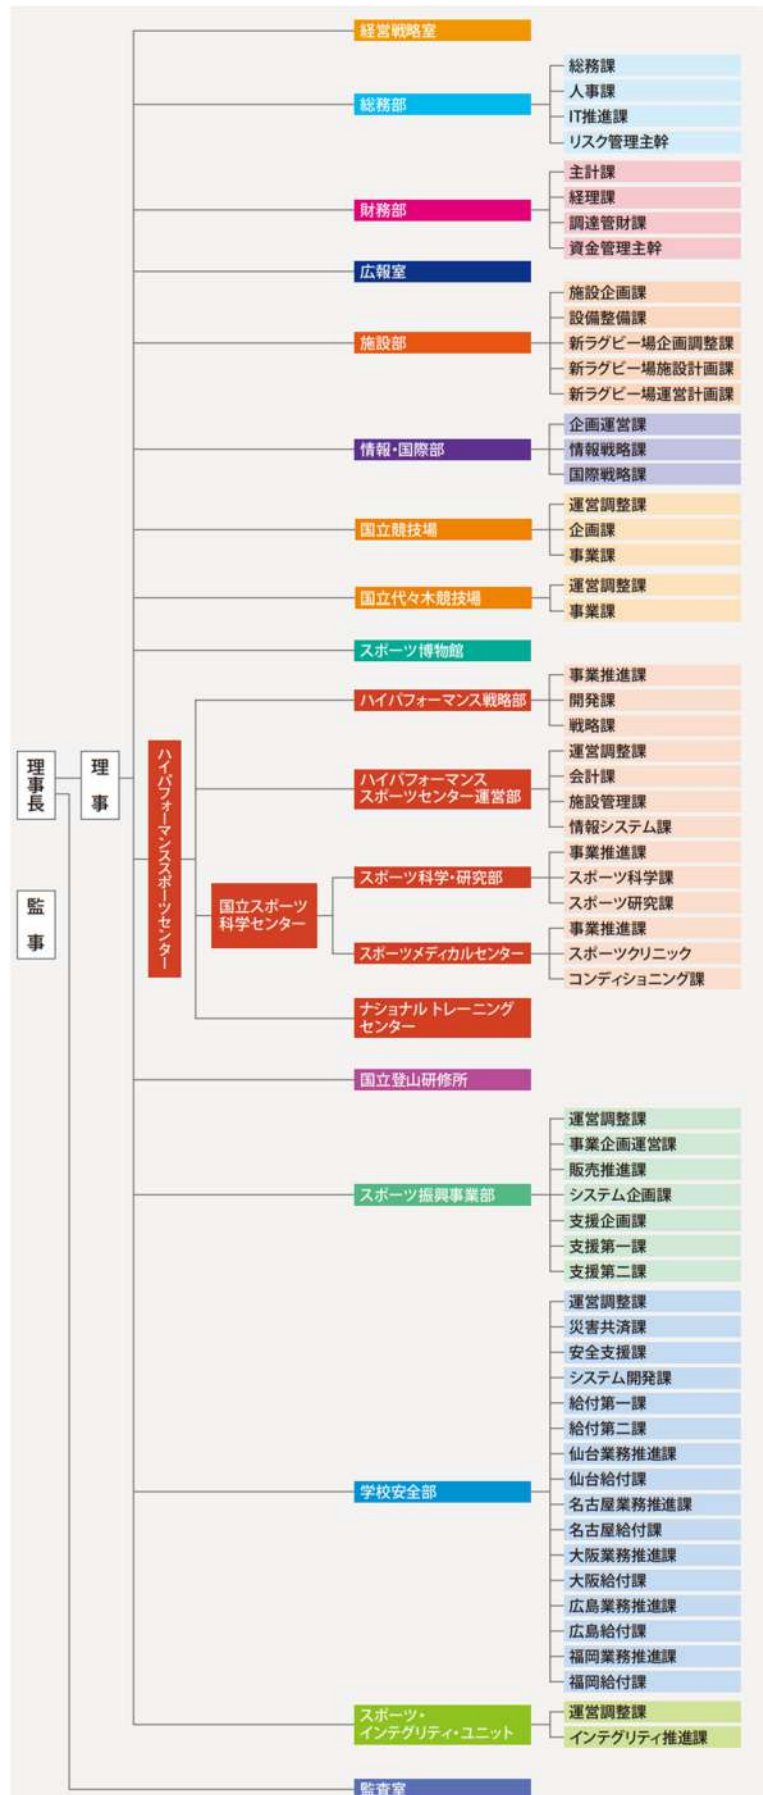 経営戦略室
総務部
総務課
人事課
IT推進課
リスク管理主幹
財務部
主計課
経理課
調達管財課
資金管理主幹
広報室
施設部
施設企画課
設備整備課
新ラグビー場企画調整課
新ラグビー場施設計画課
新ラグビー場運営計画課
情報・国際部
企画運営課
情報戦略課
国際戦略課
国立競技場
運営調整課
企画課
事業課
国立代々木競技場
運営調整課
事業課
スポーツ博物館
理事長
理事
監事
ハイパフォーマンススポーツセンター
ハイパフォーマンス戦略部
事業推進課
開発課
戦略課
ハイパフォーマンス
スポーツセンター運営部
運営調整課
会計課
施設管理課
情報システム課
国立スポーツ
科学センター
スポーツ科学・研究部
事業推進課
スポーツ科学課
スポーツ研究課
スポーツメディカルセンター
事業推進課
スポーツクリニック
コンディショニング課
ナショナルトレーニング
センター
国立登山研修所
スポーツ振興事業部
運営調整課
事業企画運営課
販売推進課
システム企画課
支援企画課
支援第一課
支援第二課
学校安全部
運営調整課
災害共済課
安全支援課
システム開発課
給付第一課
給付第二課
仙台業務推進課
仙台給付課
名古屋業務推進課
名古屋給付課
大阪業務推進課
大阪給付課
広島業務推進課
広島給付課
福岡業務推進課
福岡給付課
スポーツ・
インテグリティ・ユニット
運営調整課
インテグリティ推進課
監査室